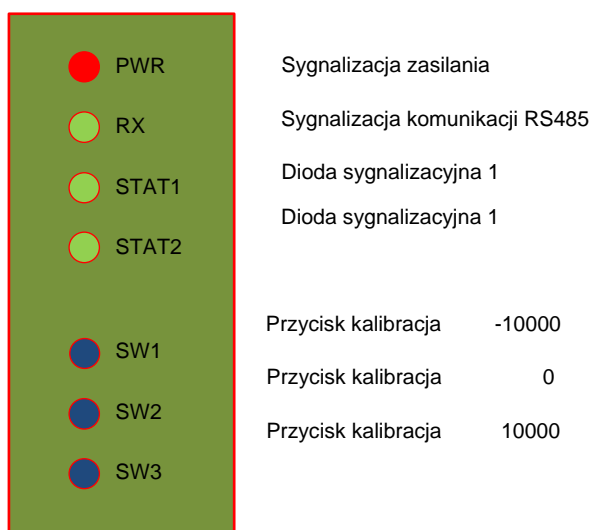 PWR Sygnalizacja zasilania
RX Sygnalizacja komunikacji RS485
STAT1 Dioda sygnalizacyjna 1
STAT2 Dioda sygnalizacyjna 1
SW1 Przycisk kalibracja -10000
SW2 Przycisk kalibracja 0
SW3 Przycisk kalibracja 10000